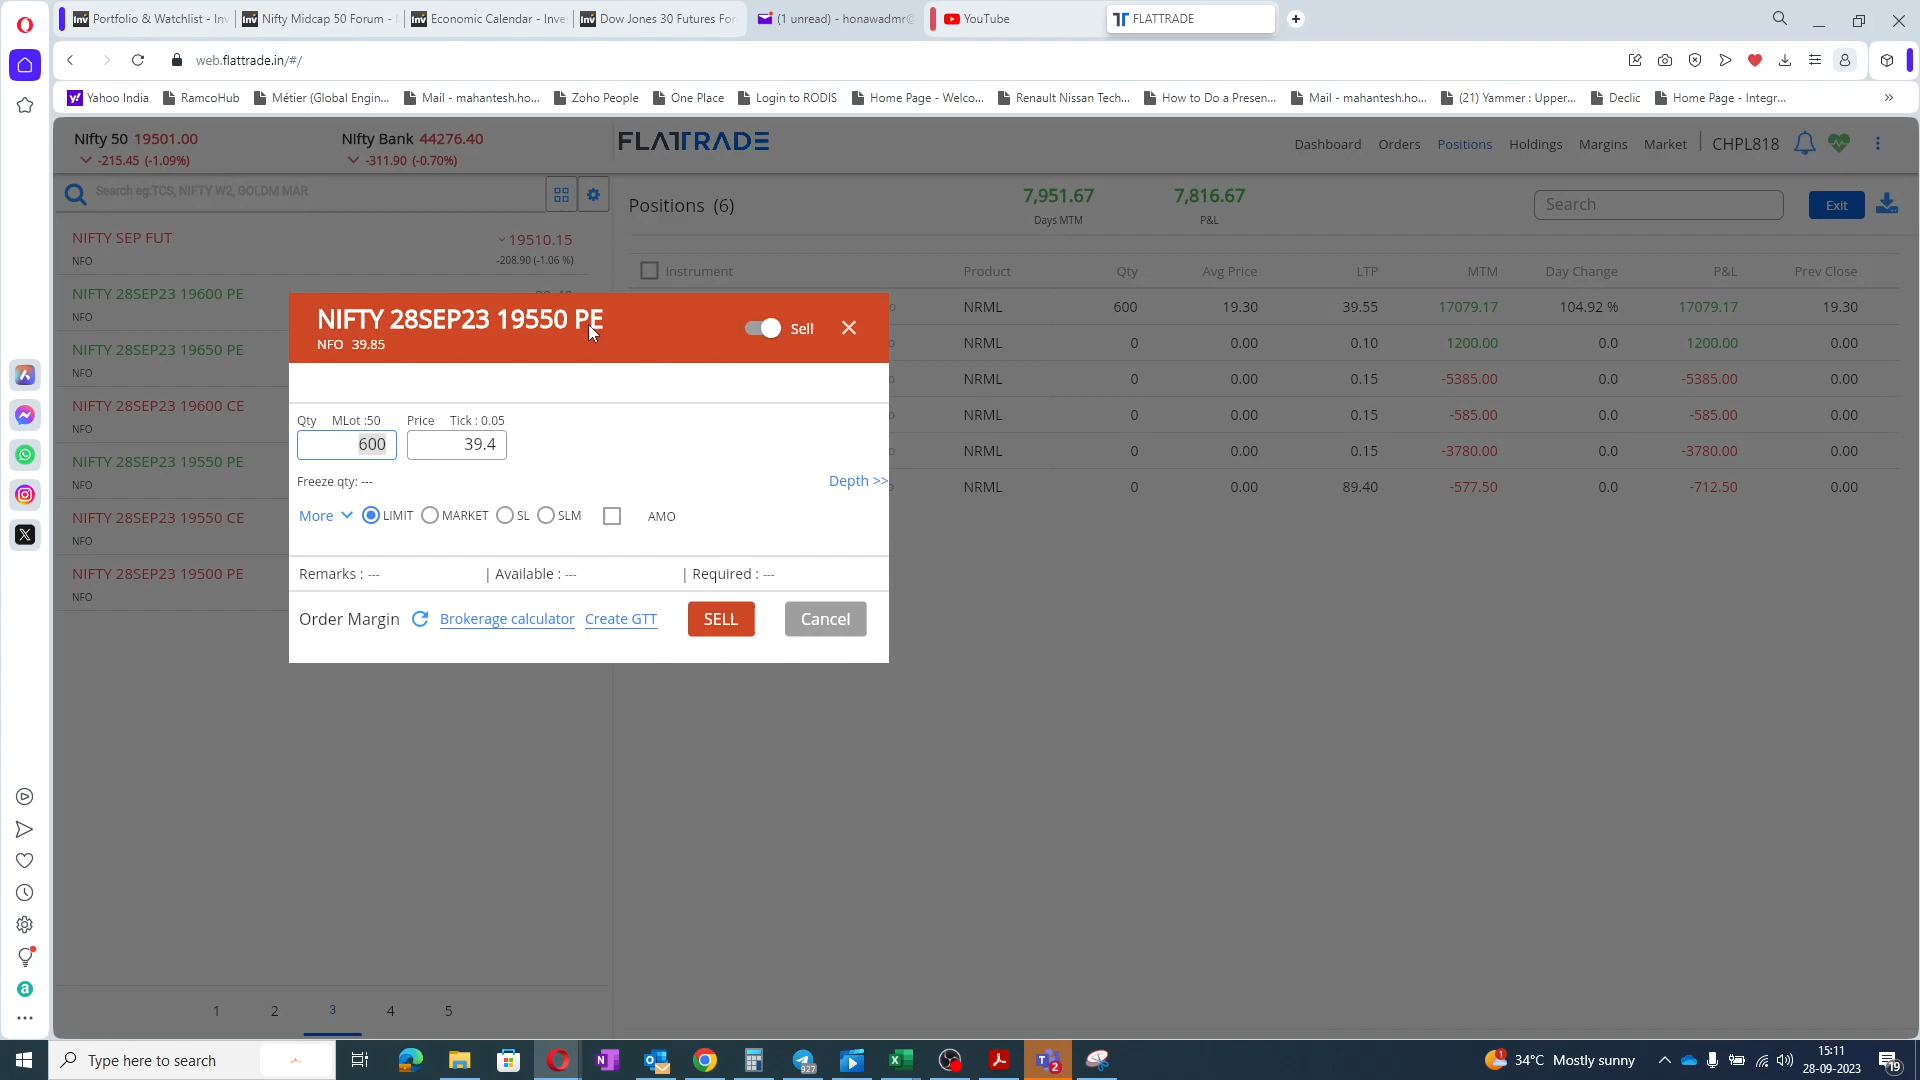 Portfolio & Watchlist - Inv
Nifty Midcap 50 Forum -
Economic Calendar - Inve
Dow Jones 30 Futures For
(1 unread) - honawadmr@
YouTube
FLATTRADE
web.flattrade.in/#/
Yahoo India
RamcoHub
Métier (Global Engin...
Mail - mahantesh.ho...
Zoho People
One Place
Login to RODIS
Home Page - Welco...
Renault Nissan Tech...
How to Do a Presen...
Mail - mahantesh.ho...
(21) Yammer : Upper...
Declic
Home Page - Integr...
Nifty 50 19501.00
-215.45 (-1.09%)
Nifty Bank 44276.40
-311.90 (-0.70%)
FLATTRADE
Dashboard Orders Positions Holdings Margins Market CHPL818
Search eg:TCS, NIFTY W2, GOLDM MAR
Positions (6)
7,951.67
Days MTM
7,816.67
P&L
Search
Exit
NIFTY SEP FUT 19510.15
NFO -208.90 (-1.06 %)
NIFTY 28SEP23 19600 PE
NFO
NIFTY 28SEP23 19650 PE
NFO
NIFTY 28SEP23 19600 CE
NFO
NIFTY 28SEP23 19550 PE
NFO
NIFTY 28SEP23 19550 CE
NFO
NIFTY 28SEP23 19500 PE
NFO
1 2 3 4 5
Instrument Product Qty Avg Price LTP MTM Day Change P&L Prev Close
NRML 600 19.30 39.55 17079.17 104.92 % 17079.17 19.30
NRML 0 0.00 0.10 1200.00 0.0 1200.00 0.00
NRML 0 0.00 0.15 -5385.00 0.0 -5385.00 0.00
NRML 0 0.00 0.15 -585.00 0.0 -585.00 0.00
NRML 0 0.00 0.15 -3780.00 0.0 -3780.00 0.00
NRML 0 0.00 89.40 -577.50 0.0 -712.50 0.00
NIFTY 28SEP23 19550 PE
NFO 39.85
Sell
Qty MLot :50 Price Tick : 0.05
600 39.4
Freeze qty: ---
Depth >>
More LIMIT MARKET SL SLM AMO
Remarks : --- | Available : --- | Required : ---
Order Margin Brokerage calculator Create GTT SELL Cancel
Type here to search
927
2
1
34°C Mostly sunny
15:11
28-09-2023
19